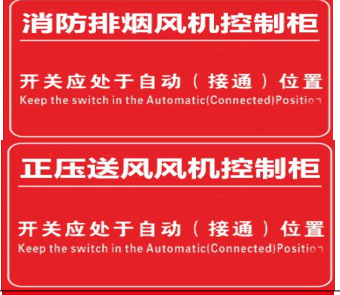 消防排烟风机控制柜
开关应处于自动（接通）位置
Keep the switch in the Automatic(Connected)Position
正压送风风机控制柜
开关应处于自动（接通）位置
Keep the switch in the Automatic(Connected)Position